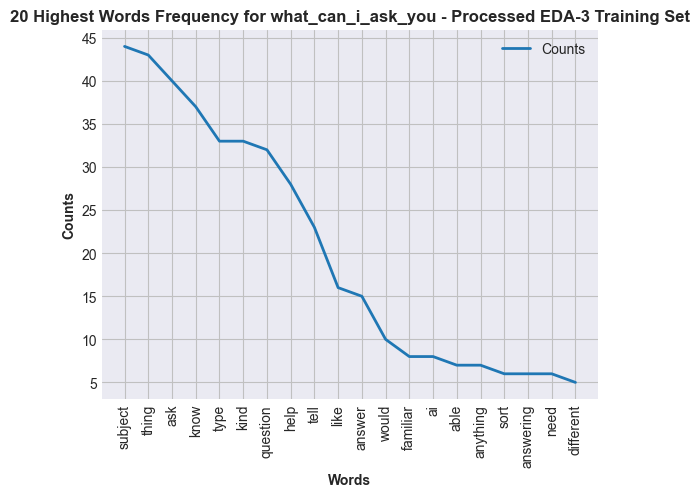 20 Highest Words Frequency for what_can_i_ask_you - Processed EDA-3 Training Set
Counts
45
40
35
30
25
20
15
10
5
Counts
subject
thing
ask
know
type
kind
question
help
tell
like
answer
would
familiar
ai
able
anything
sort
answering
need
different
Words